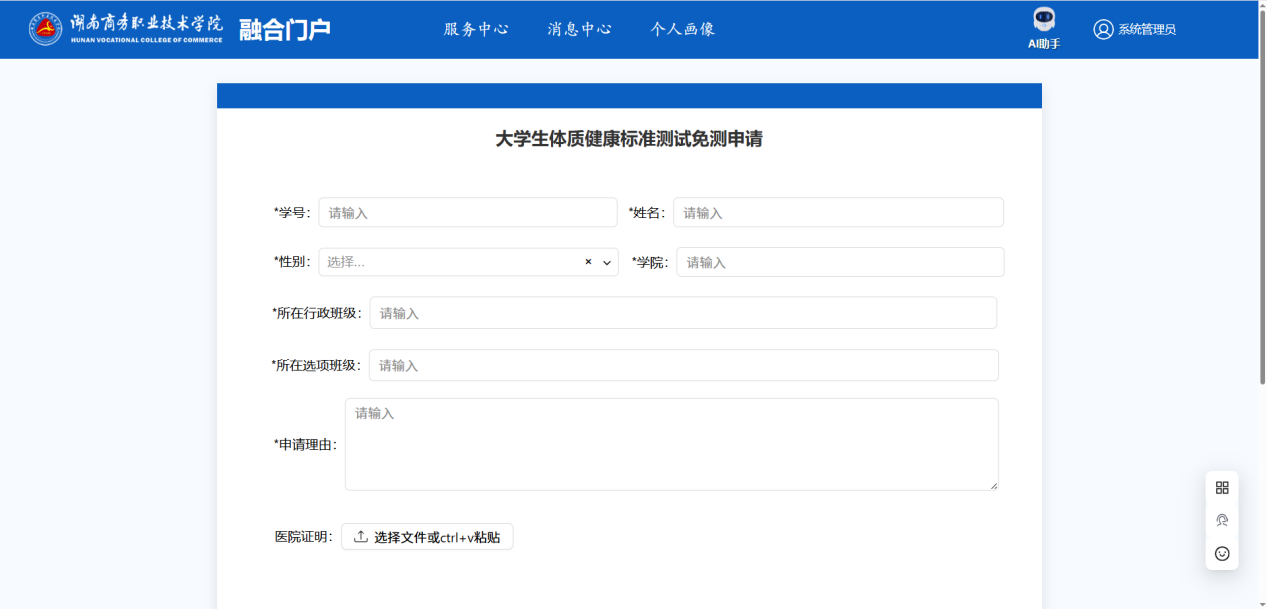 湖南商务职业技术学院
HUNAN VOCATIONAL COLLEGE OF COMMERCE
融合门户
服务中心 消息中心 个人画像
AI助手
系统管理员
大学生体质健康标准测试免测申请
*学号： 请输入 *姓名： 请输入
*性别： 选择... × *学院： 请输入
*所在行政班级： 请输入
*所在选项班级： 请输入
*申请理由： 请输入
医院证明： 选择文件或ctrl+v粘贴